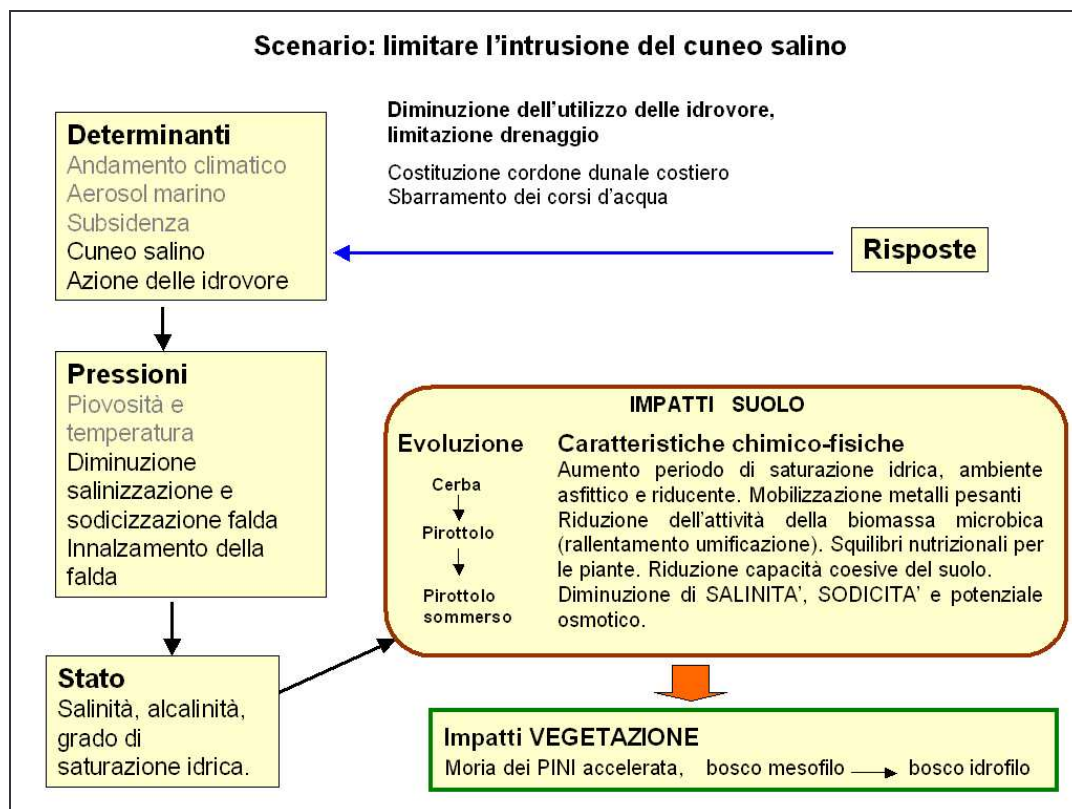 Scenario: limitare l'intrusione del cuneo salino
Determinanti
Andamento climatico
Aerosol marino
Subsidenza
Cuneo salino
Azione delle idrovore
Diminuzione dell'utilizzo delle idrovore,
limitazione drenaggio
Costituzione cordone dunale costiero
Sbarramento dei corsi d'acqua
Risposte
Pressioni
Piovosità e
temperatura
Diminuzione
salinizzazione e
sodicizzazione falda
Innalzamento della
falda
Stato
Salinità, alcalinità,
grado di
saturazione idrica.
IMPATTI SUOLO
Evoluzione
Cerba
Pirottolo
Pirottolo
sommerso
Caratteristiche chimico-fisiche
Aumento periodo di saturazione idrica, ambiente
asfittico e riducente. Mobilizzazione metalli pesanti
Riduzione dell'attività della biomassa microbica
(rallentamento umificazione). Squilibri nutrizionali per
le piante. Riduzione capacità coesive del suolo.
Diminuzione di SALINITA', SODICITA' e potenziale
osmotico.
Impatti VEGETAZIONE
Moria dei PINI accelerata, bosco mesofilo bosco idrofilo